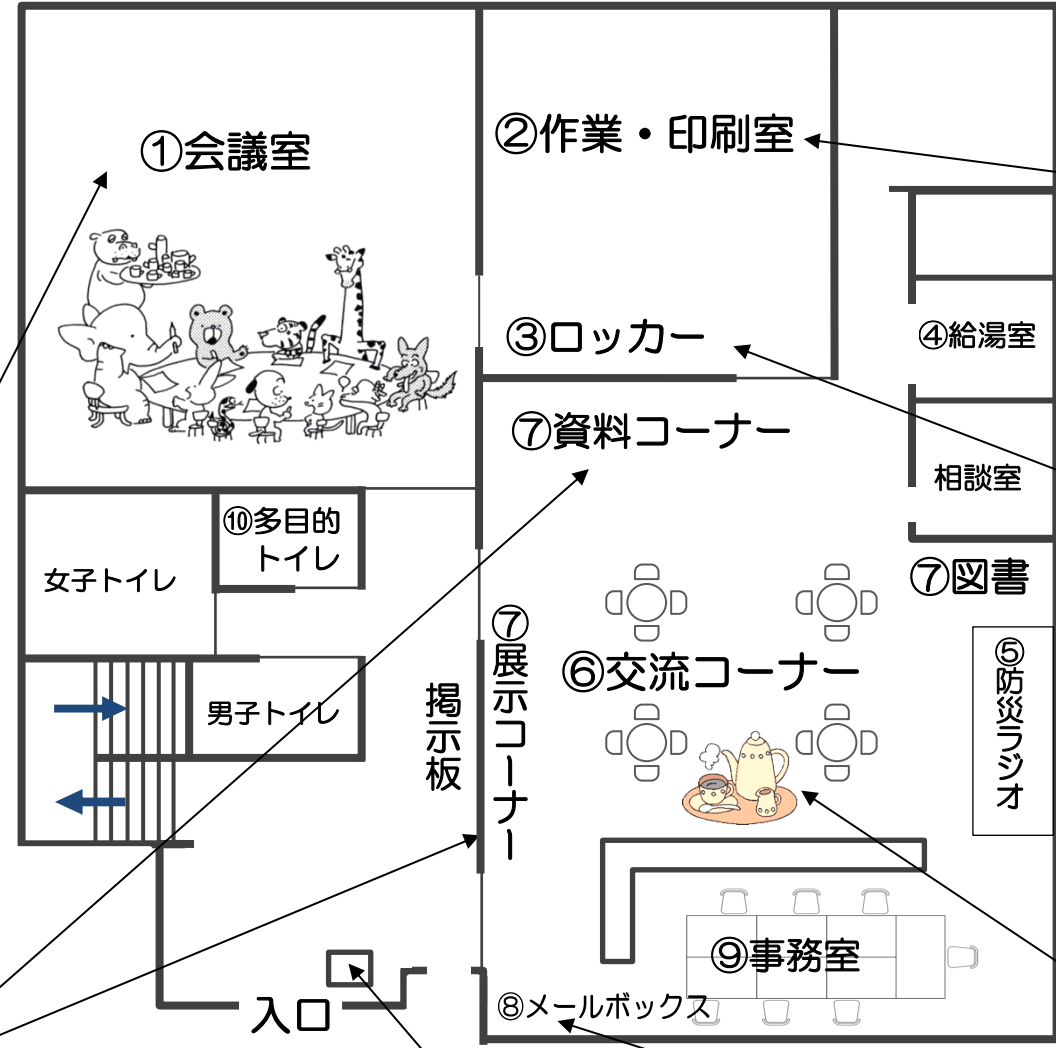 ①会議室
②作業・印刷室
③ロッカー
④給湯室
⑦資料コーナー
相談室
⑩多目的
トイレ
女子トイレ
⑦図書
⑦展示コーナー
⑥交流コーナー
⑤防災ラジオ
掲示板
男子トイレ
⑨事務室
⑧メールボックス
入口